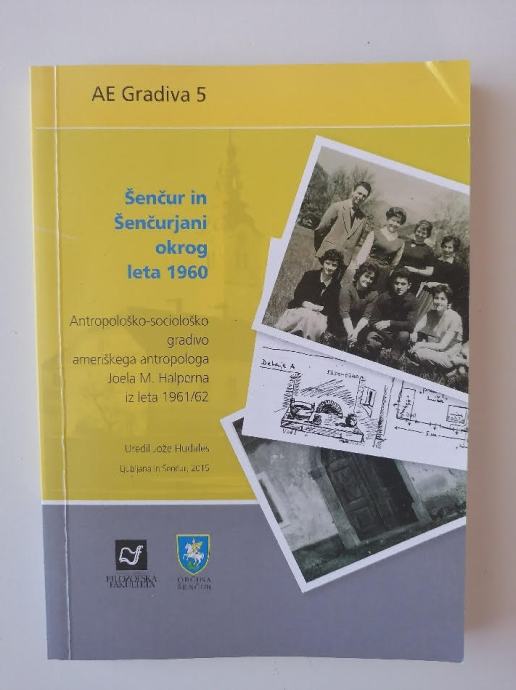 AE Gradiva 5
Šenčur in
Šenčurjani
okrog
leta 1960
Antropološko-sociološko
gradivo
ameriškega antropologa
Joela M. Halperna
iz leta 1961/62
Uredil Jože Hudales
Ljubljana in Šenčur, 2015
Detajl A
FILOZOFSKA
FAKULTETA
OBČINA
ŠENČUR